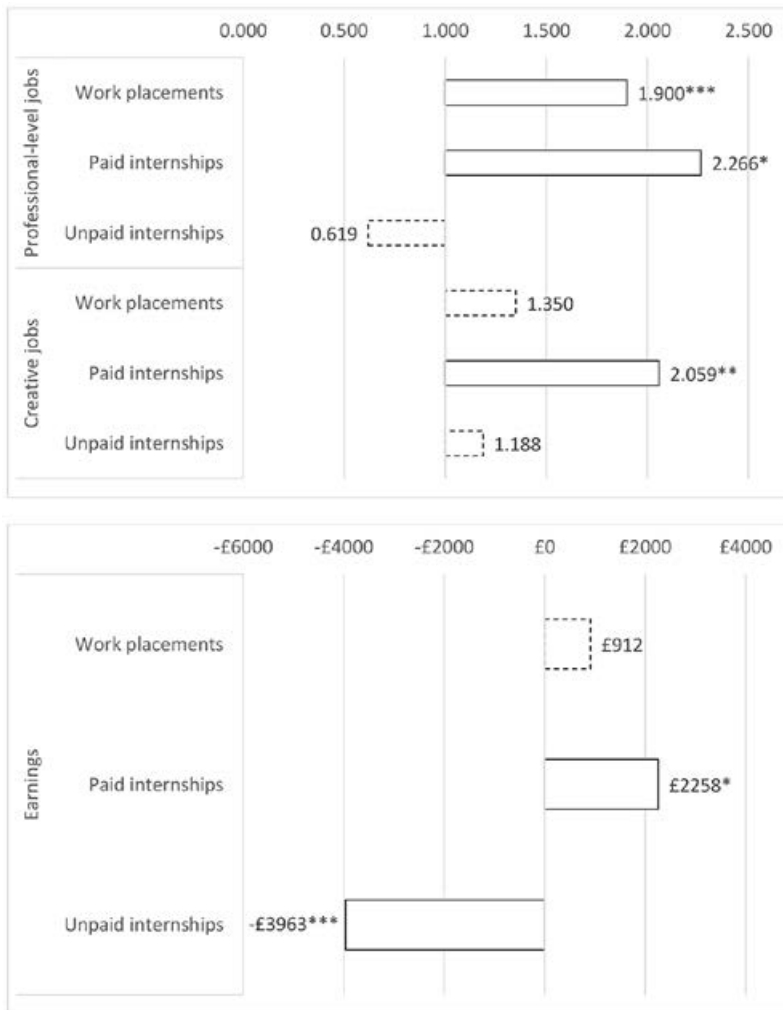 0.000 0.500 1.000 1.500 2.000 2.500
Professional-level jobs
Work placements 1.900***
Paid internships 2.266*
Unpaid internships 0.619
Creative jobs
Work placements 1.350
Paid internships 2.059**
Unpaid internships 1.188
-£6000 -£4000 -£2000 £0 £2000 £4000
Earnings
Work placements £912
Paid internships £2258*
Unpaid internships -£3963***